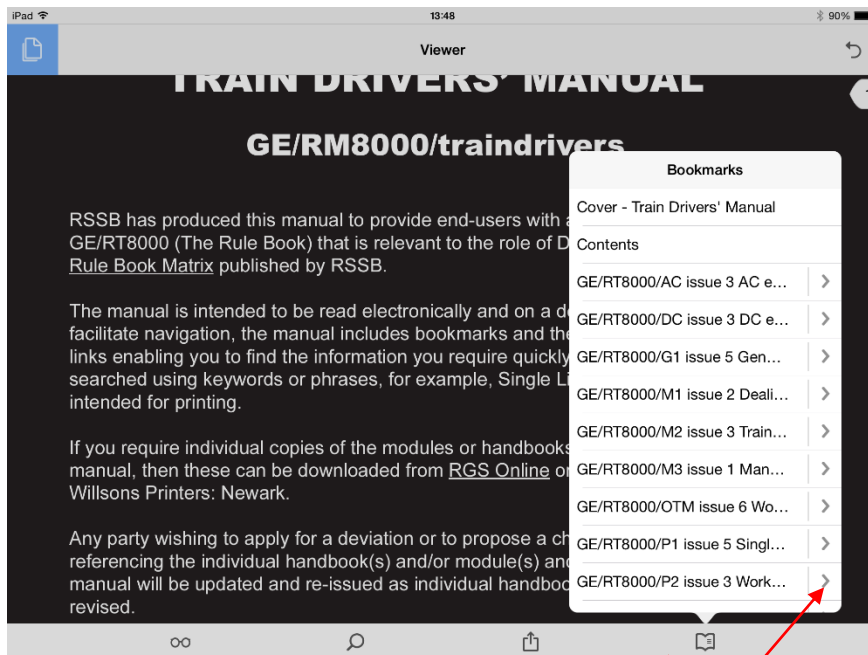 iPad 13:48 90%
Viewer
TRAIN DRIVERS' MANUAL
GE/RM8000/traindrivers
RSSB has produced this manual to provide end-users with a
GE/RT8000 (The Rule Book) that is relevant to the role of D
Rule Book Matrix published by RSSB.
The manual is intended to be read electronically and on a de
facilitate navigation, the manual includes bookmarks and the
links enabling you to find the information you require quickly
searched using keywords or phrases, for example, Single Li
intended for printing.
If you require individual copies of the modules or handbooks
manual, then these can be downloaded from RGS Online or
Willsons Printers: Newark.
Any party wishing to apply for a deviation or to propose a ch
referencing the individual handbook(s) and/or module(s) and
manual will be updated and re-issued as individual handboo
revised.
Bookmarks
Cover - Train Drivers' Manual
Contents
GE/RT8000/AC issue 3 AC e...
GE/RT8000/DC issue 3 DC e...
GE/RT8000/G1 issue 5 Gen...
GE/RT8000/M1 issue 2 Deali...
GE/RT8000/M2 issue 3 Train...
GE/RT8000/M3 issue 1 Man...
GE/RT8000/OTM issue 6 Wo...
GE/RT8000/P1 issue 5 Singl...
GE/RT8000/P2 issue 3 Work...